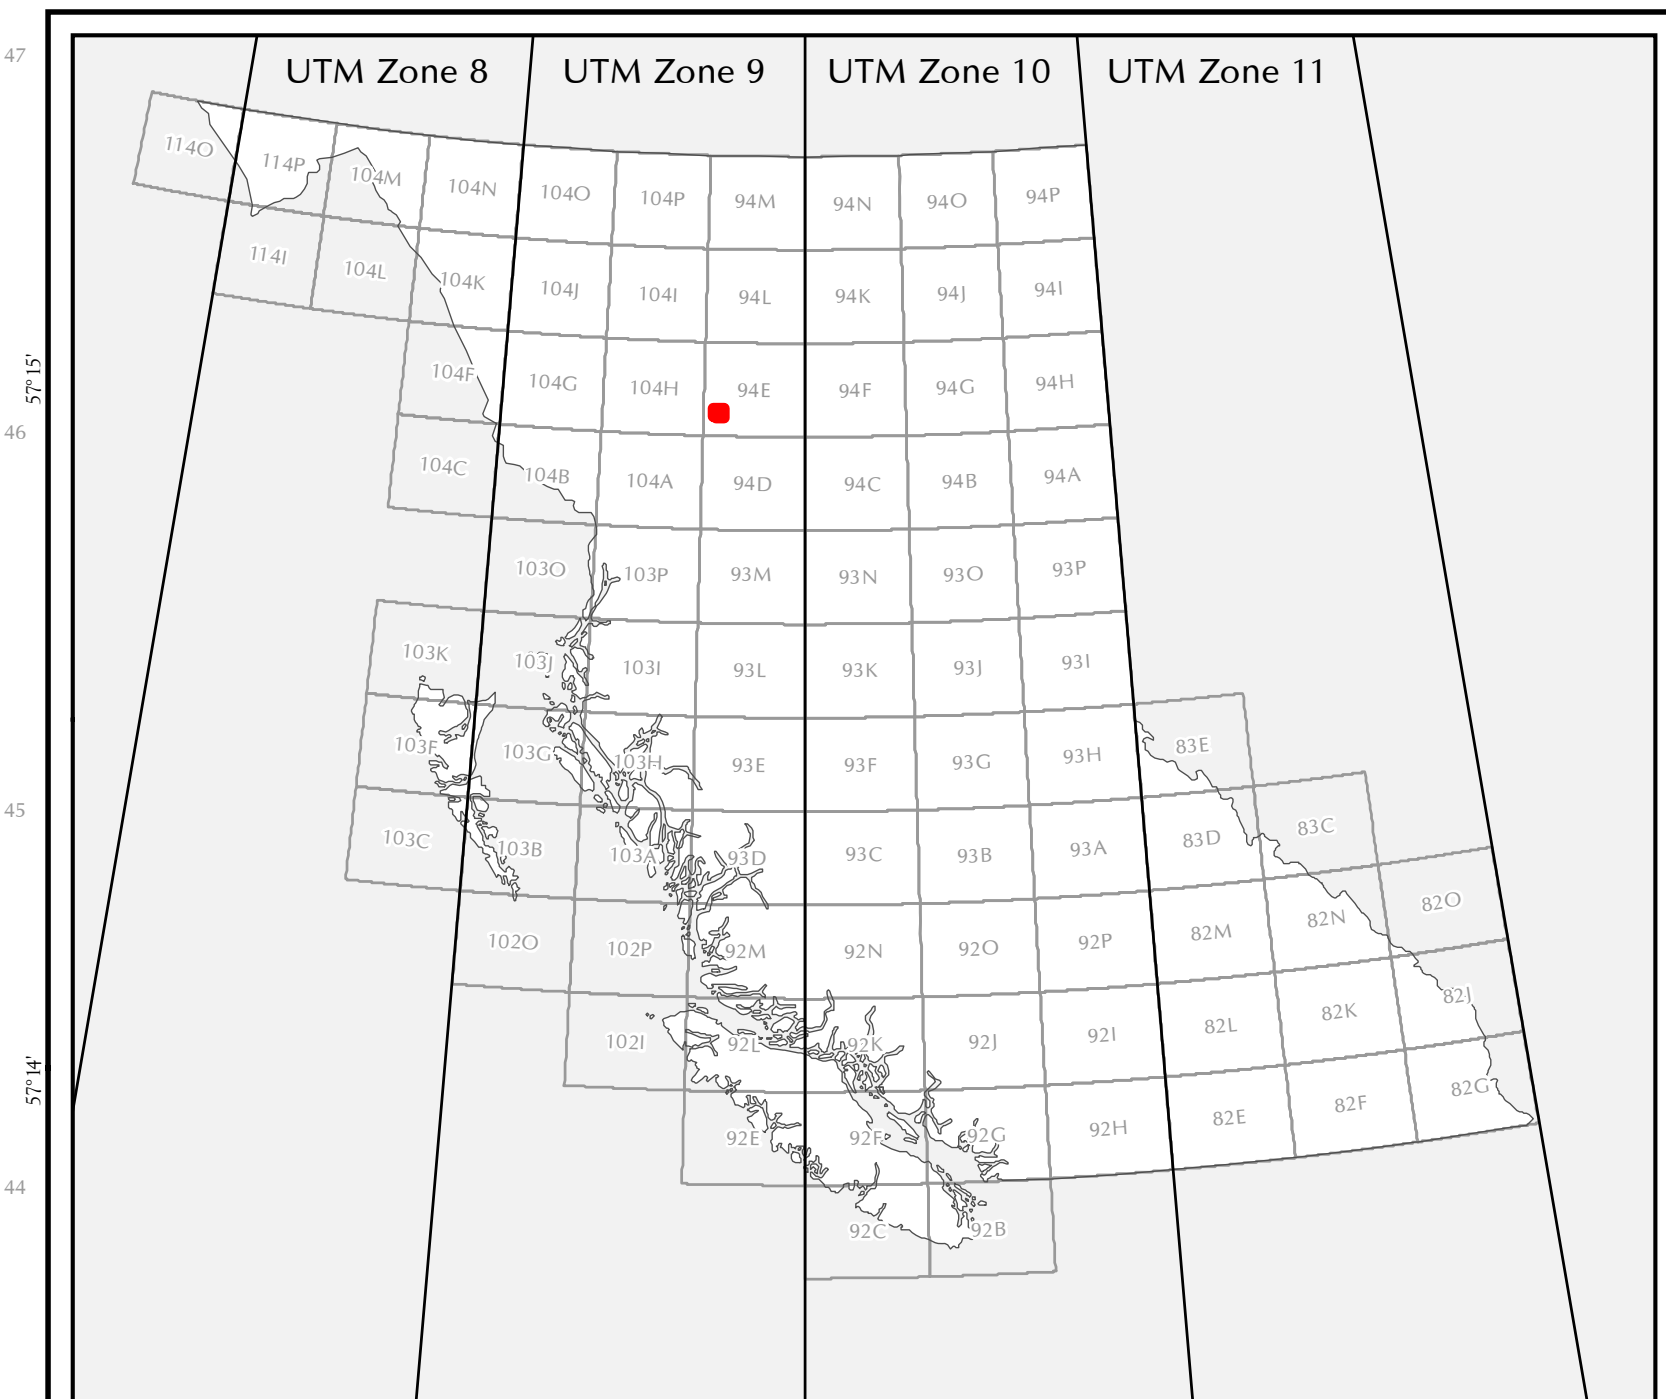 47
UTM Zone 8 UTM Zone 9 UTM Zone 10 UTM Zone 11
114O 114P 104M 104N 104O 104P 94M 94N 94O 94P
114I 104L 104K 104J 104I 94L 94K 94J 94I
57°15'
104F 104G 104H 94E 94F 94G 94H
46
104C 104B 104A 94D 94C 94B 94A
103O 103P 93M 93N 93O 93P
103K 103J 103I 93L 93K 93J 93I
103F 103G 103H 93E 93F 93G 93H 83E
45
103C 103B 103A 93D 93C 93B 93A 83D 83C
102O 102P 92M 92N 92O 92P 82M 82N 82O
102I 92L 92K 92J 92I 82L 82K 82J
57°14'
92E 92F 92G 92H 82E 82F 82G
44
92C 92B